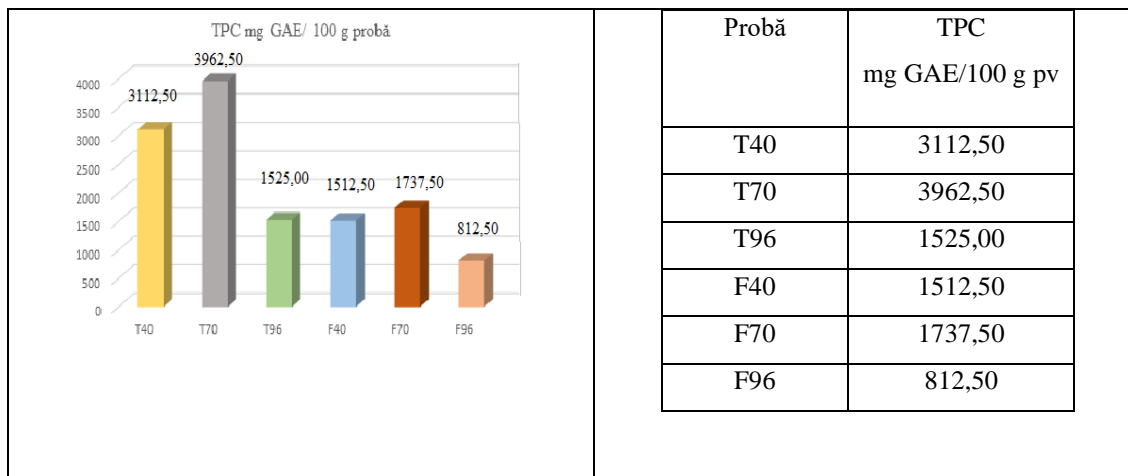 TPC mg GAE/ 100 g probă
3962,50
3112,50
1525,00
1512,50
1737,50
812,50
4000
3500
3000
2500
2000
1500
1000
500
0
T40
T70
T96
F40
F70
F96
Probă TPC
mg GAE/100 g pv
T40 3112,50
T70 3962,50
T96 1525,00
F40 1512,50
F70 1737,50
F96 812,50